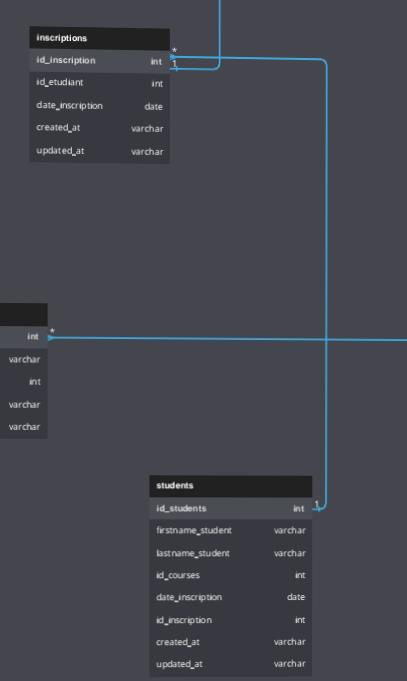 inscriptions
*
id_inscription int
1
id_etudiant int
date_inscription date
created_at varchar
updated_at varchar
int *
varchar
int
varchar
varchar
students
id_students int 1
firstname_student varchar
lastname_student varchar
id_courses int
date_inscription date
id_inscription int
created_at varchar
updated_at varchar